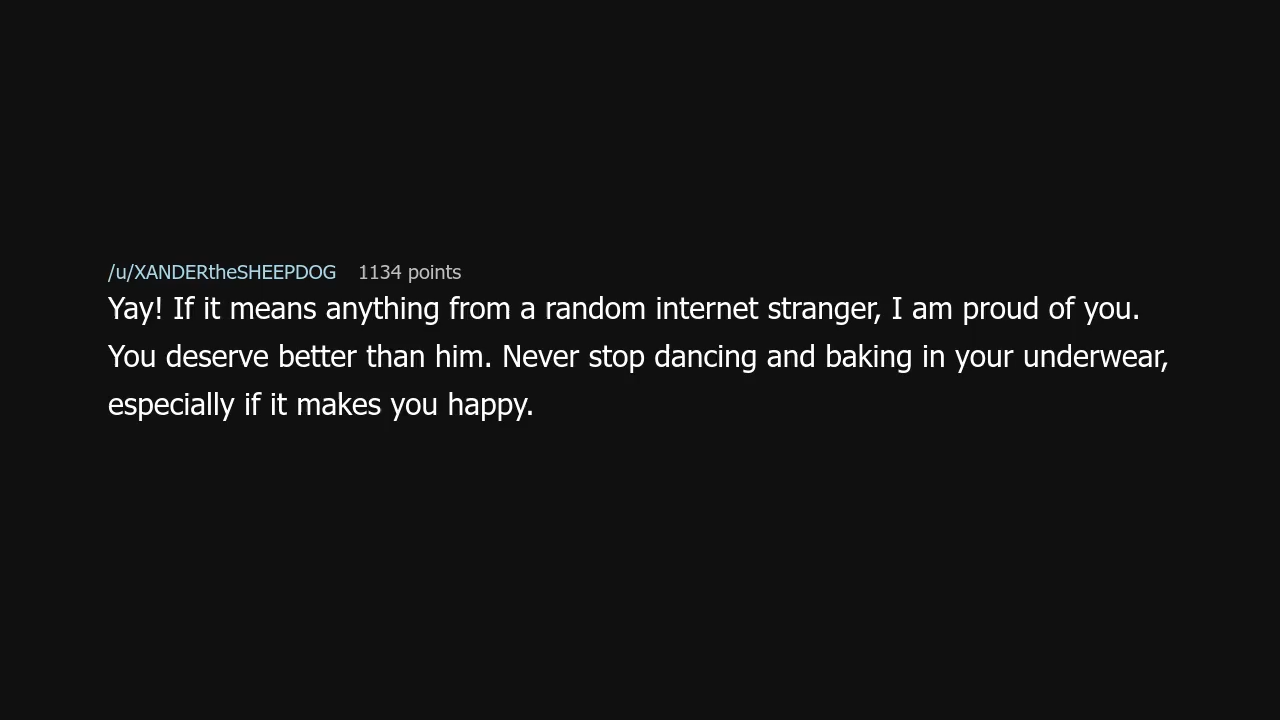 /u/XANDERtheSHEEPDOG 1134 points
Yay! If it means anything from a random internet stranger, I am proud of you.
You deserve better than him. Never stop dancing and baking in your underwear,
especially if it makes you happy.